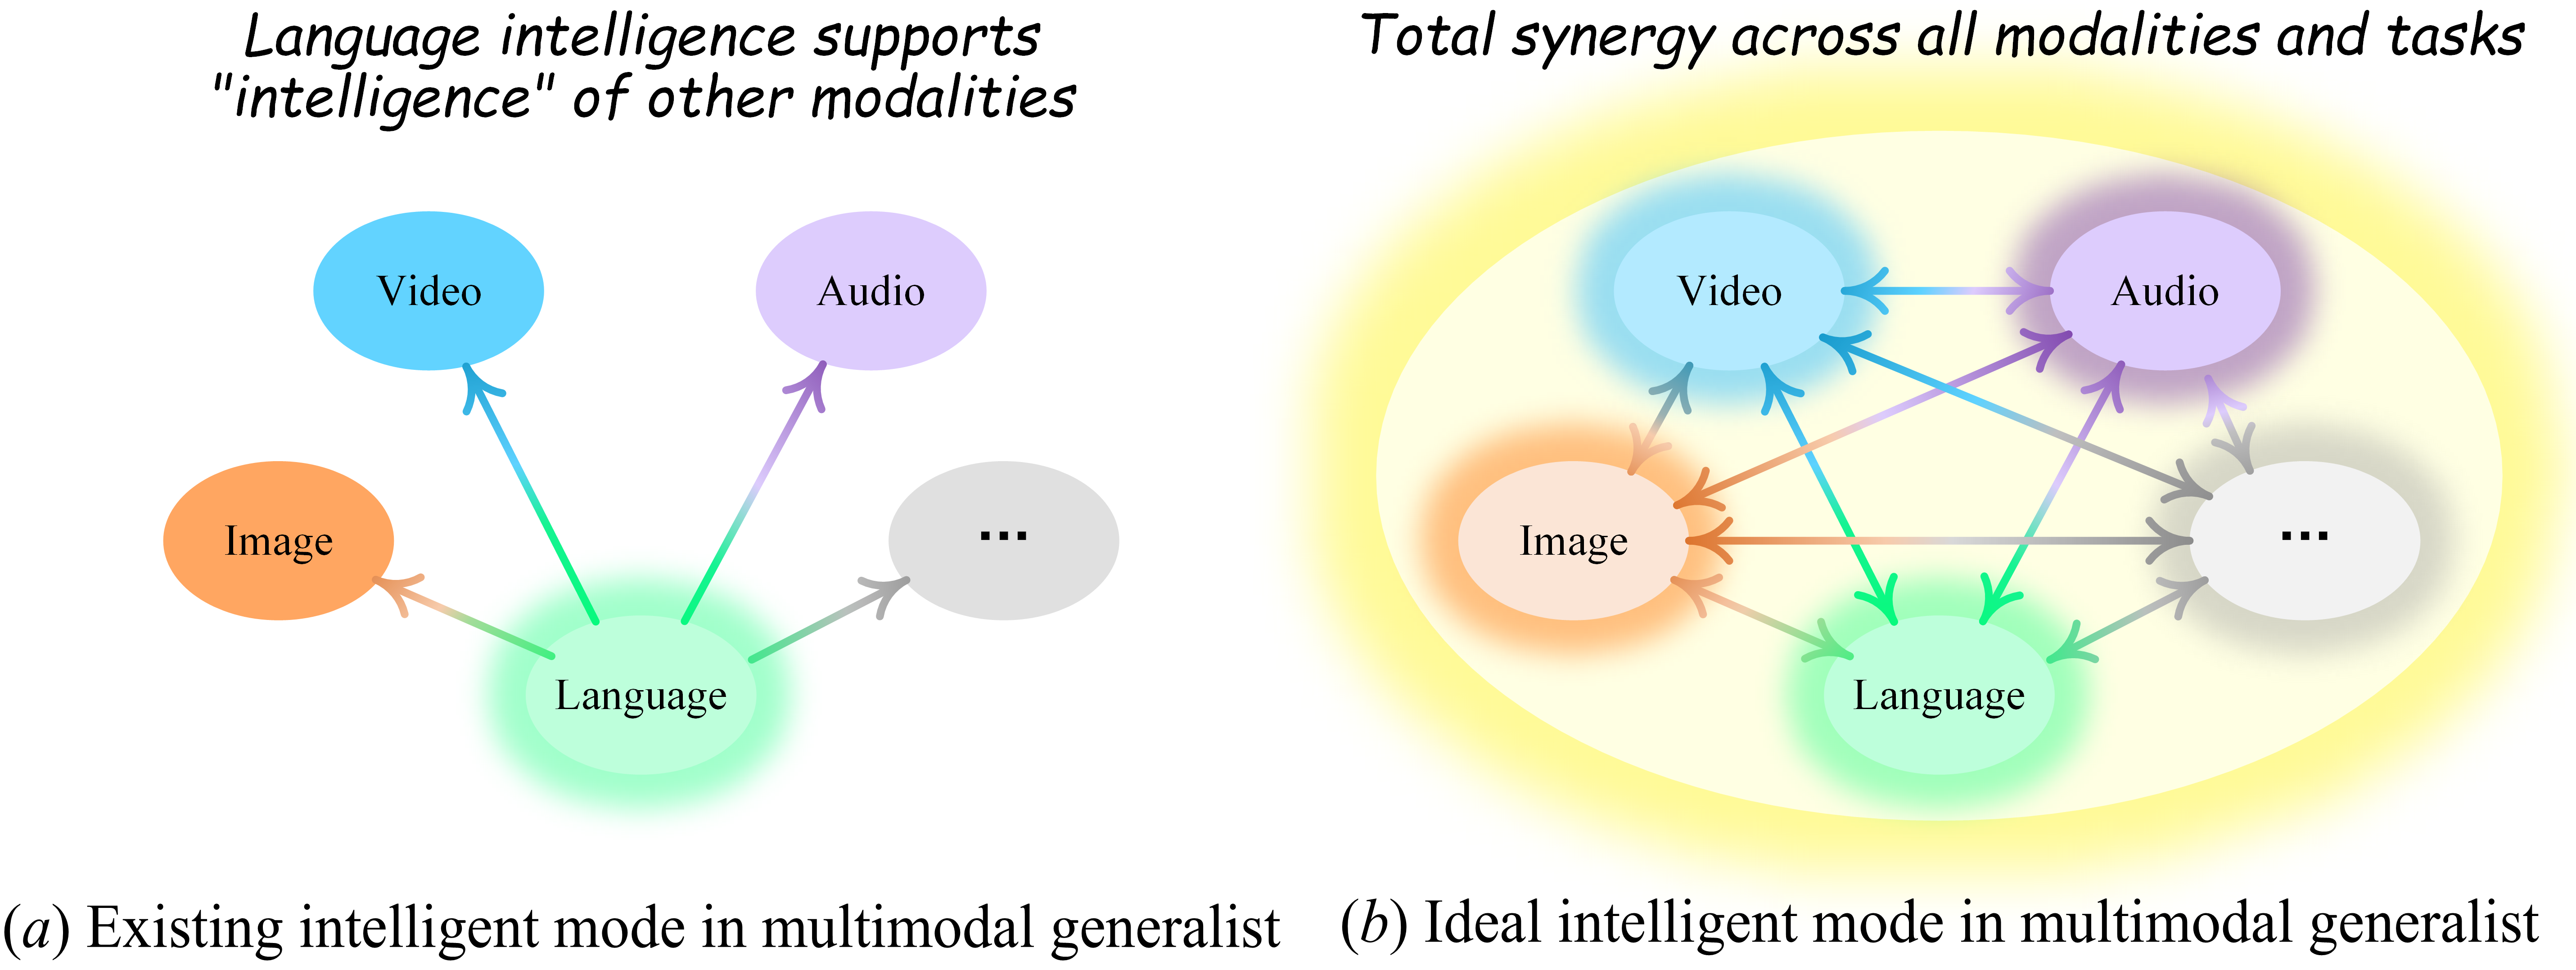 Language intelligence supports
"intelligence" of other modalities
Video
Audio
Image
...
Language
(a) Existing intelligent mode in multimodal generalist
Total synergy across all modalities and tasks
Video
Audio
Image
...
Language
(b) Ideal intelligent mode in multimodal generalist